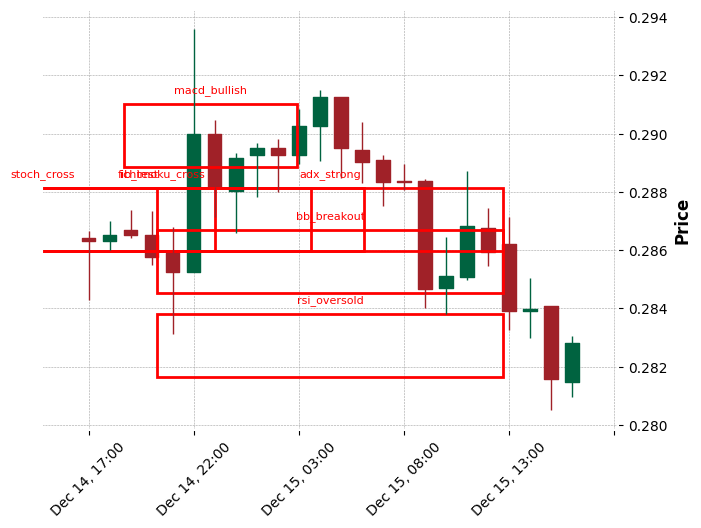 0.294
0.292
macd_bullish
0.290
stoch_cross
ichimoku_cross
adx_strong
0.288
bb_breakout
0.286
rsi_oversold
0.284
0.282
0.280
Price
Dec 14, 17:00
Dec 14, 22:00
Dec 15, 03:00
Dec 15, 08:00
Dec 15, 13:00